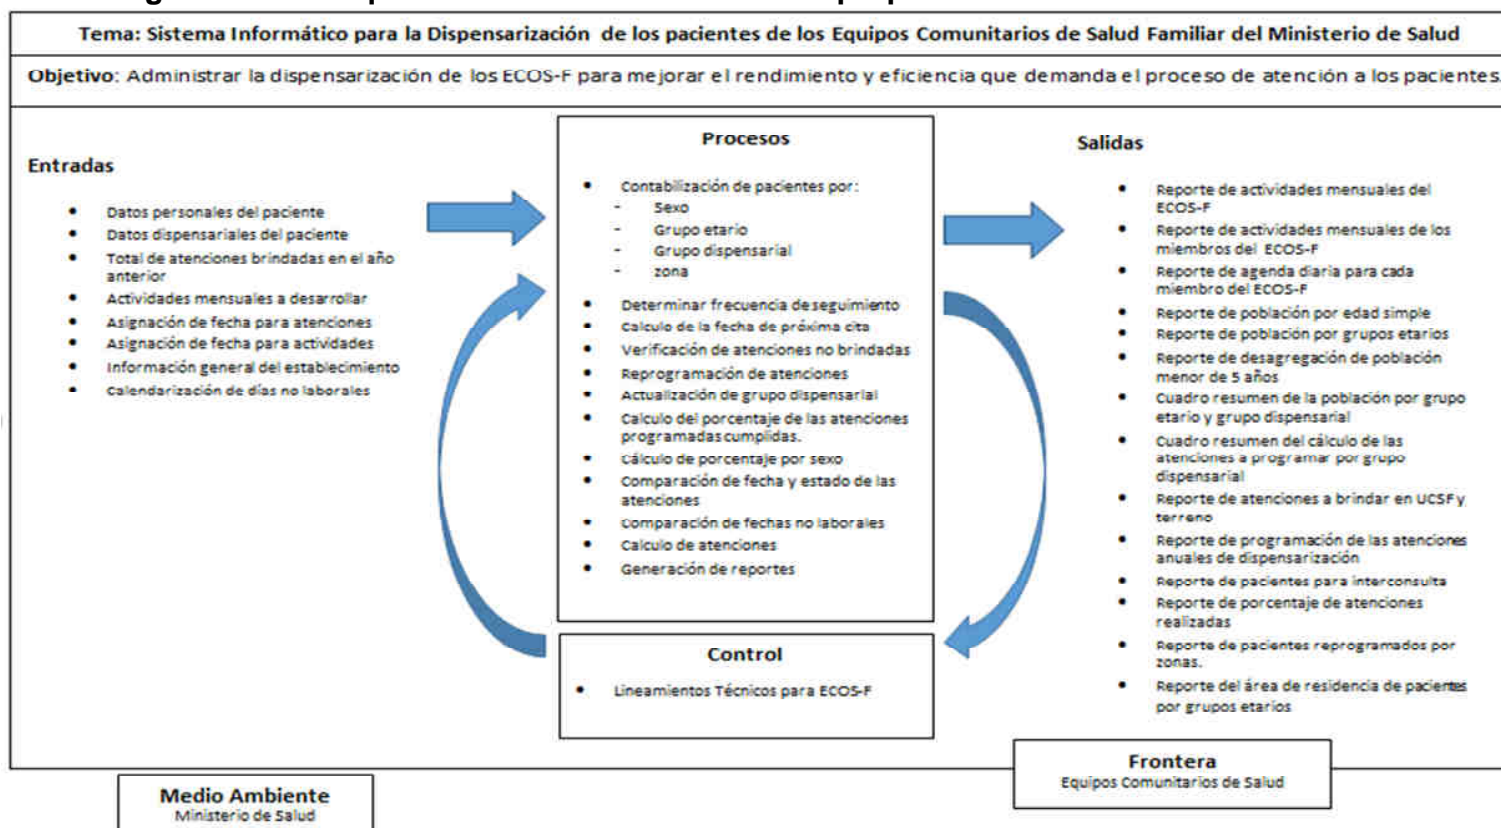 Tema: Sistema Informático para la Dispensarización de los pacientes de los Equipos Comunitarios de Salud Familiar del Ministerio de Salud
Objetivo: Administrar la dispensarización de los ECOS-F para mejorar el rendimiento y eficiencia que demanda el proceso de atención a los pacientes.
Entradas
• Datos personales del paciente
• Datos dispensariales del paciente
• Total de atenciones brindadas en el año
anterior
• Actividades mensuales a desarrollar
• Asignación de fecha para atenciones
• Asignación de fecha para actividades
• Información general del establecimiento
• Calendarización de días no laborales
Procesos
• Contabilización de pacientes por:
- Sexo
- Grupo etario
- Grupo dispensarial
- zona
• Determinar frecuencia de seguimiento
• Calculo de la fecha de próxima cita
• Verificación de atenciones no brindadas
• Reprogramación de atenciones
• Actualización de grupo dispensarial
• Calculo del porcentaje de las atenciones
programadas cumplidas.
• Cálculo de porcentaje por sexo
• Comparación de fecha y estado de las
atenciones
• Comparación de fechas no laborales
• Calculo de atenciones
• Generación de reportes
Control
• Lineamientos Técnicos para ECOS-F
Salidas
• Reporte de actividades mensuales del
ECOS-F
• Reporte de actividades mensuales de los
miembros del ECOS-F
• Reporte de agenda diaria para cada
miembro del ECOS-F
• Reporte de población por edad simple
• Reporte de población por grupos etarios
• Reporte de desagregación de población
menor de 5 años
• Cuadro resumen de la población por grupo
etario y grupo dispensarial
• Cuadro resumen del cálculo de las
atenciones a programar por grupo
dispensarial
• Reporte de atenciones a brindar en UCSF y
terreno
• Reporte de programación de las atenciones
anuales de dispensarización
• Reporte de pacientes para interconsulta
• Reporte de porcentaje de atenciones
realizadas
• Reporte de pacientes reprogramados por
zonas.
• Reporte del área de residencia de pacientes
por grupos etarios
Frontera
Equipos Comunitarios de Salud
Medio Ambiente
Ministerio de Salud